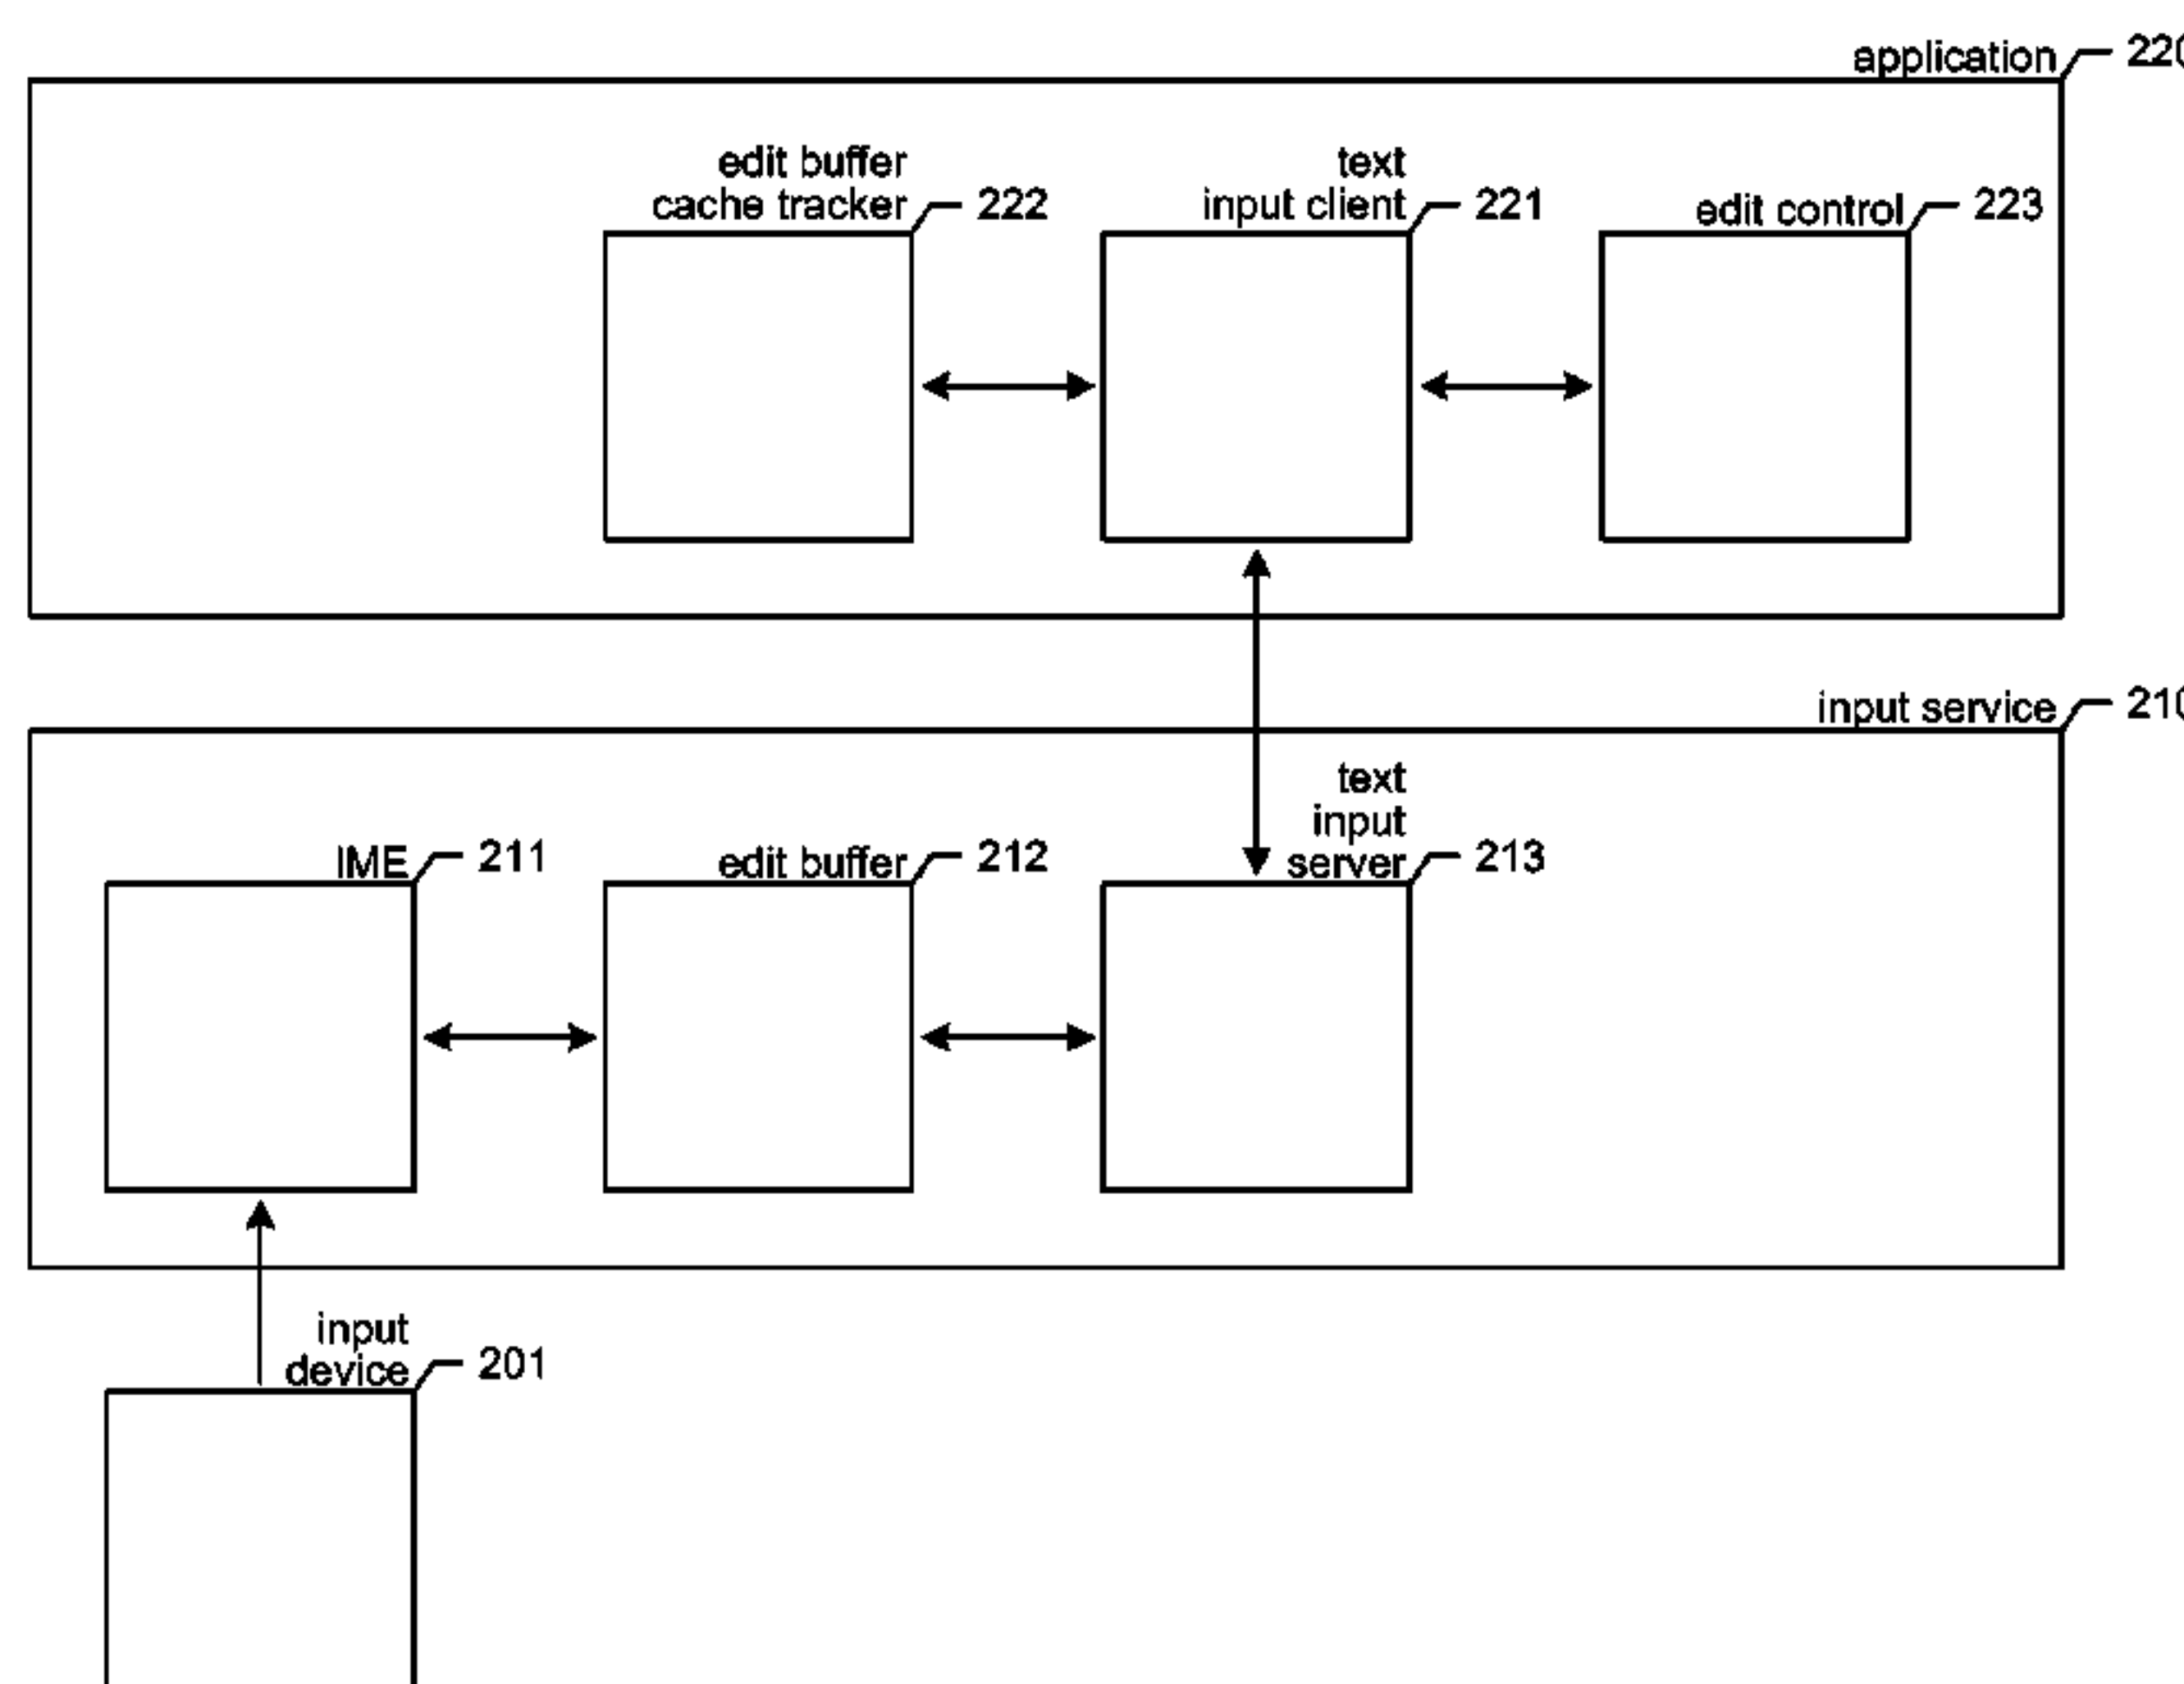 application 220
edit buffer
cache tracker 222
text
input client 221
edit control 223
input service 210
text
input
server 213
IME 211
edit buffer 212
input
device 201